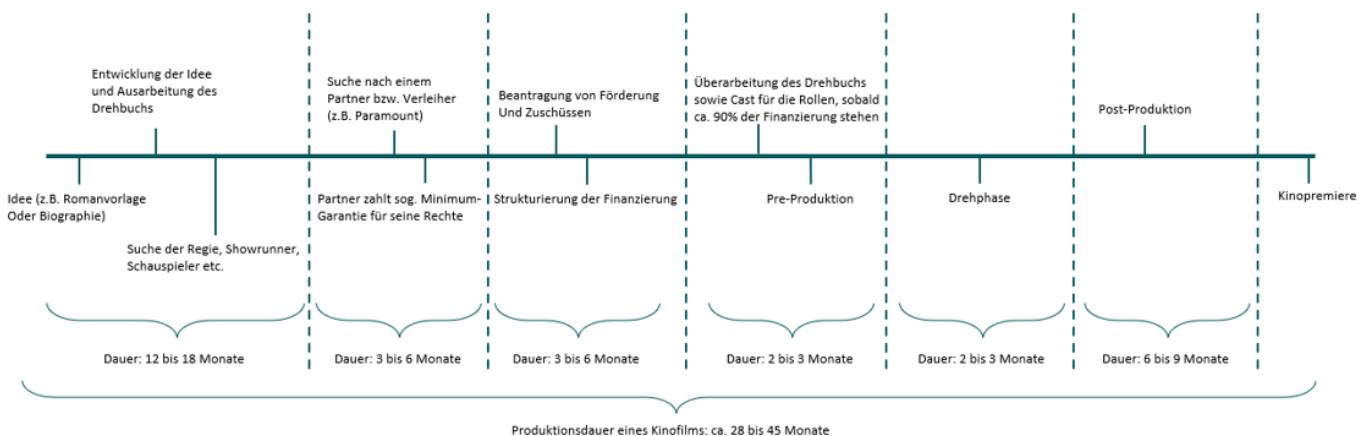 Entwicklung der Idee
und Ausarbeitung des
Drehbuchs
Suche nach einem
Partner bzw. Verleiher
(z.B. Paramount)
Beantragung von Förderung
Und Zuschüssen
Überarbeitung des Drehbuchs
sowie Cast für die Rollen, sobald
ca. 90% der Finanzierung stehen
Post-Produktion
Idee (z.B. Romanvorlage
Oder Biographie)
Suche der Regie, Showrunner,
Schauspieler etc.
Partner zahlt sog. Minimum-
Garantie für seine Rechte
Strukturierung der Finanzierung
Pre-Produktion
Drehphase
Kinopremiere
Dauer: 12 bis 18 Monate
Dauer: 3 bis 6 Monate
Dauer: 3 bis 6 Monate
Dauer: 2 bis 3 Monate
Dauer: 2 bis 3 Monate
Dauer: 6 bis 9 Monate
Produktionsdauer eines Kinofilms: ca. 28 bis 45 Monate